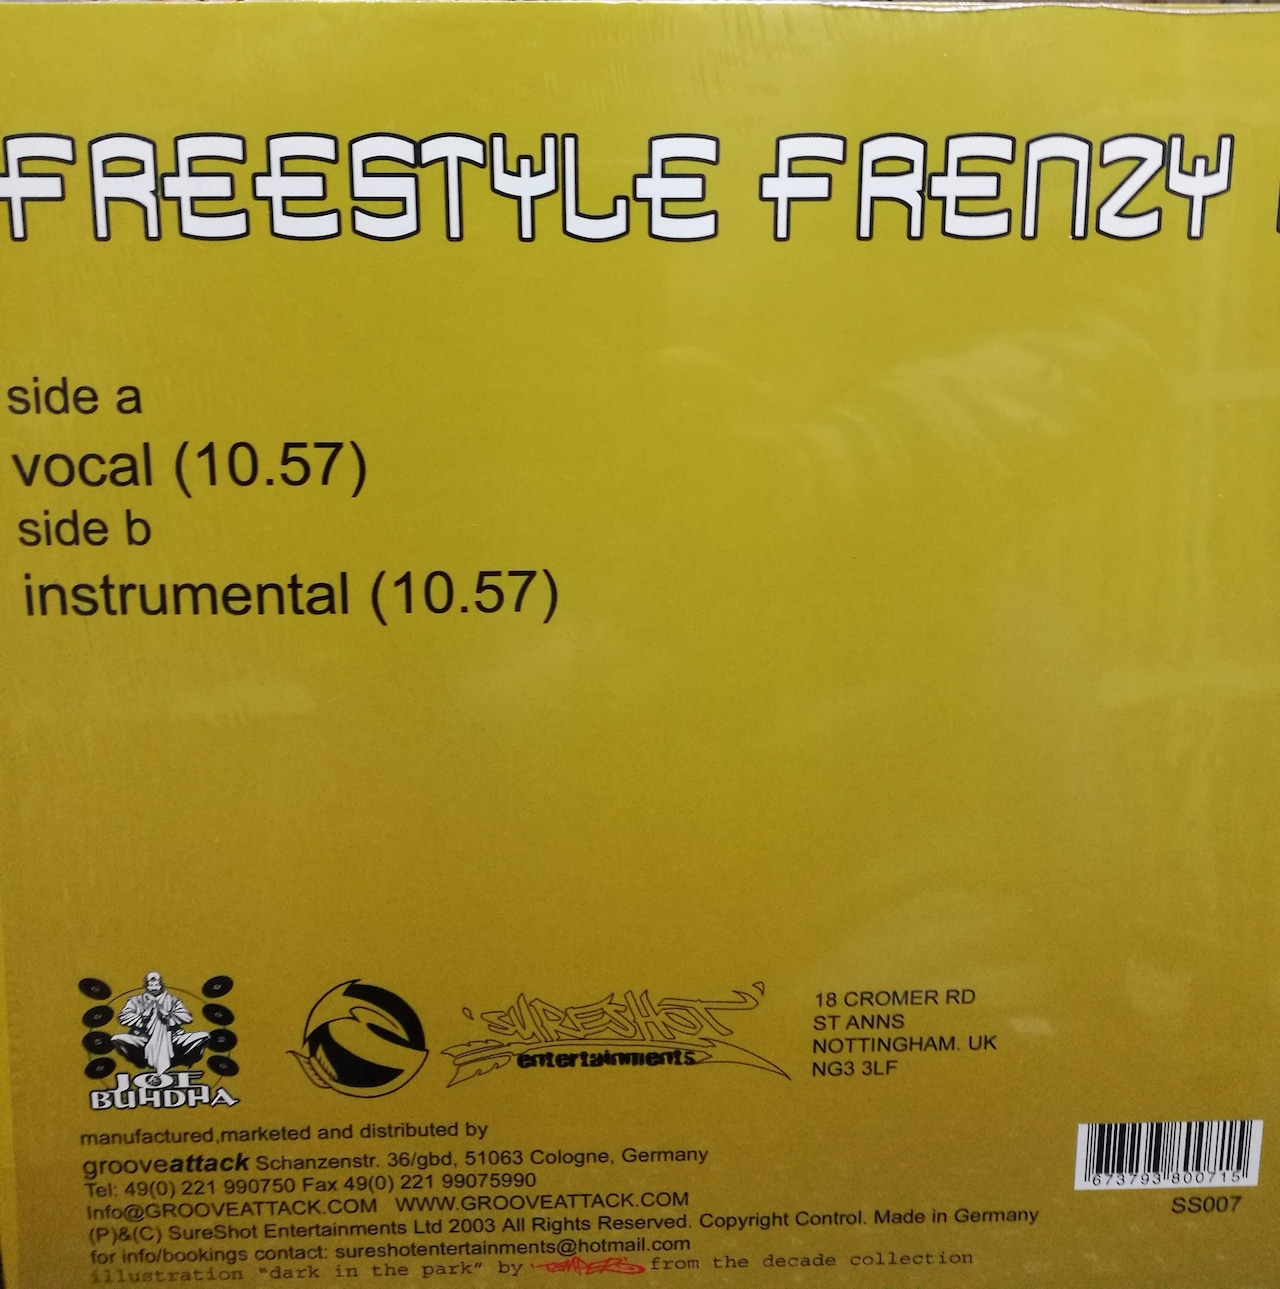 FREESTYLE FRENZY
side a
vocal (10.57)
side b
instrumental (10.57)
JOE
BUHDHA
'SURESHOT'
entertainments
18 CROMER RD
ST ANNS
NOTTINGHAM. UK
NG3 3LF
manufactured,marketed and distributed by
grooveattack Schanzenstr. 36/gbd, 51063 Cologne, Germany
Tel: 49(0) 221 990750 Fax 49(0) 221 99075990
Info@GROOVEATTACK.COM WWW.GROOVEATTACK.COM
(P)&(C) SureShot Entertainments Ltd 2003 All Rights Reserved. Copyright Control. Made in Germany
for info/bookings contact: sureshotentertainments@hotmail.com
illustration "dark in the park" by from the decade collection
673793 800715
SS007